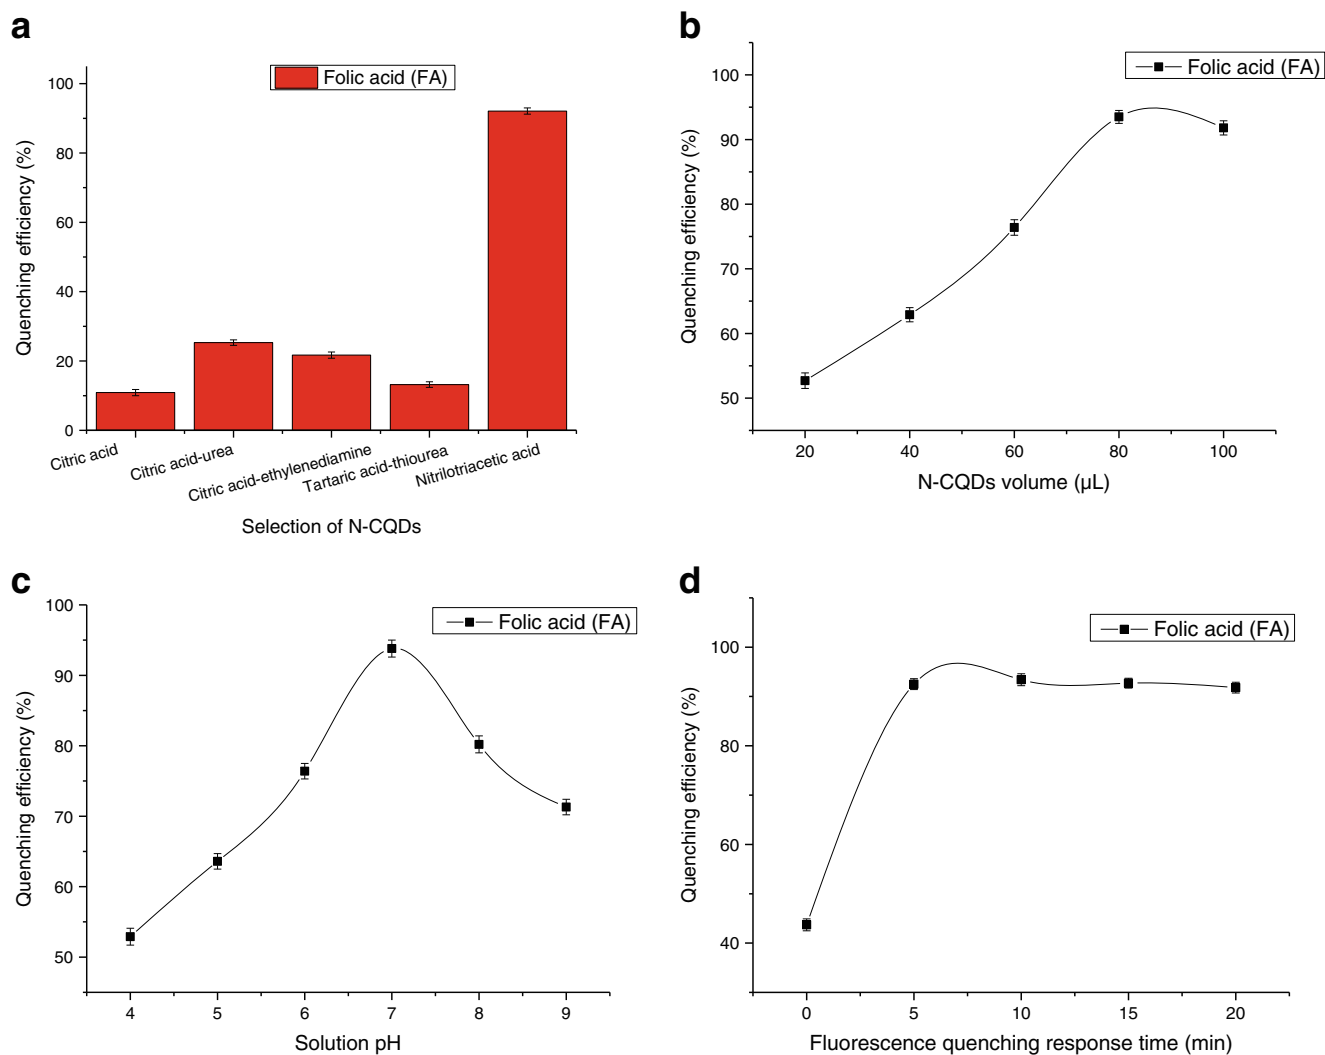 a
Folic acid (FA)
100
80
60
40
20
0
Quenching efficiency (%)
Citric acid
Citric acid-urea
Citric acid-ethylenediamine
Tartaric acid-thiourea
Nitrilotriacetic acid
Selection of N-CQDs
b
Folic acid (FA)
100
90
80
70
60
50
Quenching efficiency (%)
20 40 60 80 100
N-CQDs volume (μL)
c
Folic acid (FA)
100
90
80
70
60
50
Quenching efficiency (%)
4 5 6 7 8 9
Solution pH
d
Folic acid (FA)
100
80
60
40
Quenching efficiency (%)
0 5 10 15 20
Fluorescence quenching response time (min)